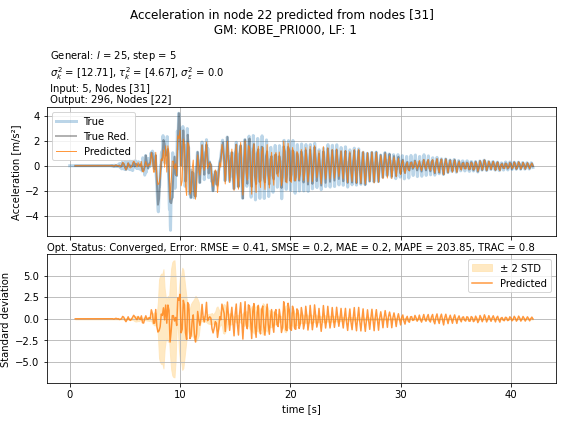 Acceleration in node 22 predicted from nodes [31]
GM: KOBE_PRI000, LF: 1
General: l = 25, step = 5
σ²ₖ = [12.71], τ²ₖ = [4.67], σ²ε = 0.0
Input: 5, Nodes [31]
Output: 296, Nodes [22]
Acceleration [m/s²]
4
2
0
−2
−4
True
True Red.
Predicted
Opt. Status: Converged, Error: RMSE = 0.41, SMSE = 0.2, MAE = 0.2, MAPE = 203.85, TRAC = 0.8
Standard deviation
5.0
2.5
0.0
−2.5
−5.0
± 2 STD
Predicted
0
10
20
30
40
time [s]